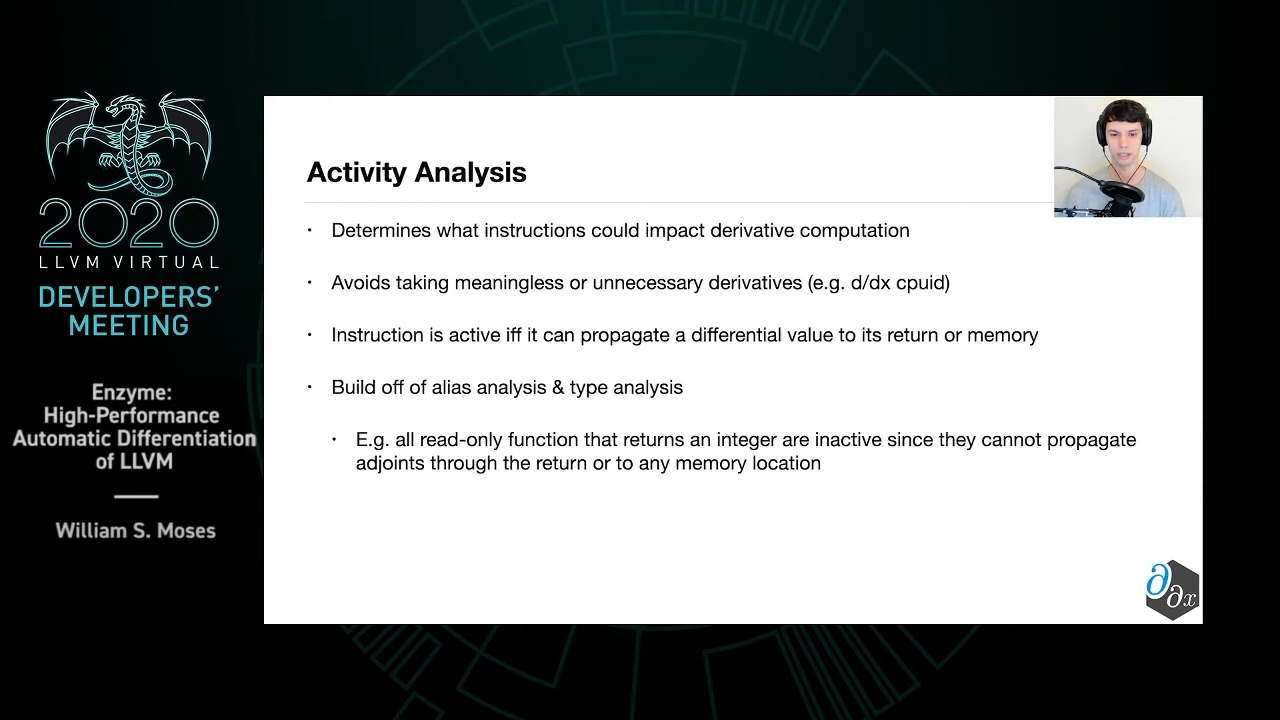 2020
LLVM VIRTUAL
DEVELOPERS'
MEETING
Enzyme:
High-Performance
Automatic Differentiation
of LLVM
William S. Moses
Activity Analysis
• Determines what instructions could impact derivative computation
• Avoids taking meaningless or unnecessary derivatives (e.g. d/dx cpuid)
• Instruction is active iff it can propagate a differential value to its return or memory
• Build off of alias analysis & type analysis
• E.g. all read-only function that returns an integer are inactive since they cannot propagate
adjoints through the return or to any memory location
∂
∂x